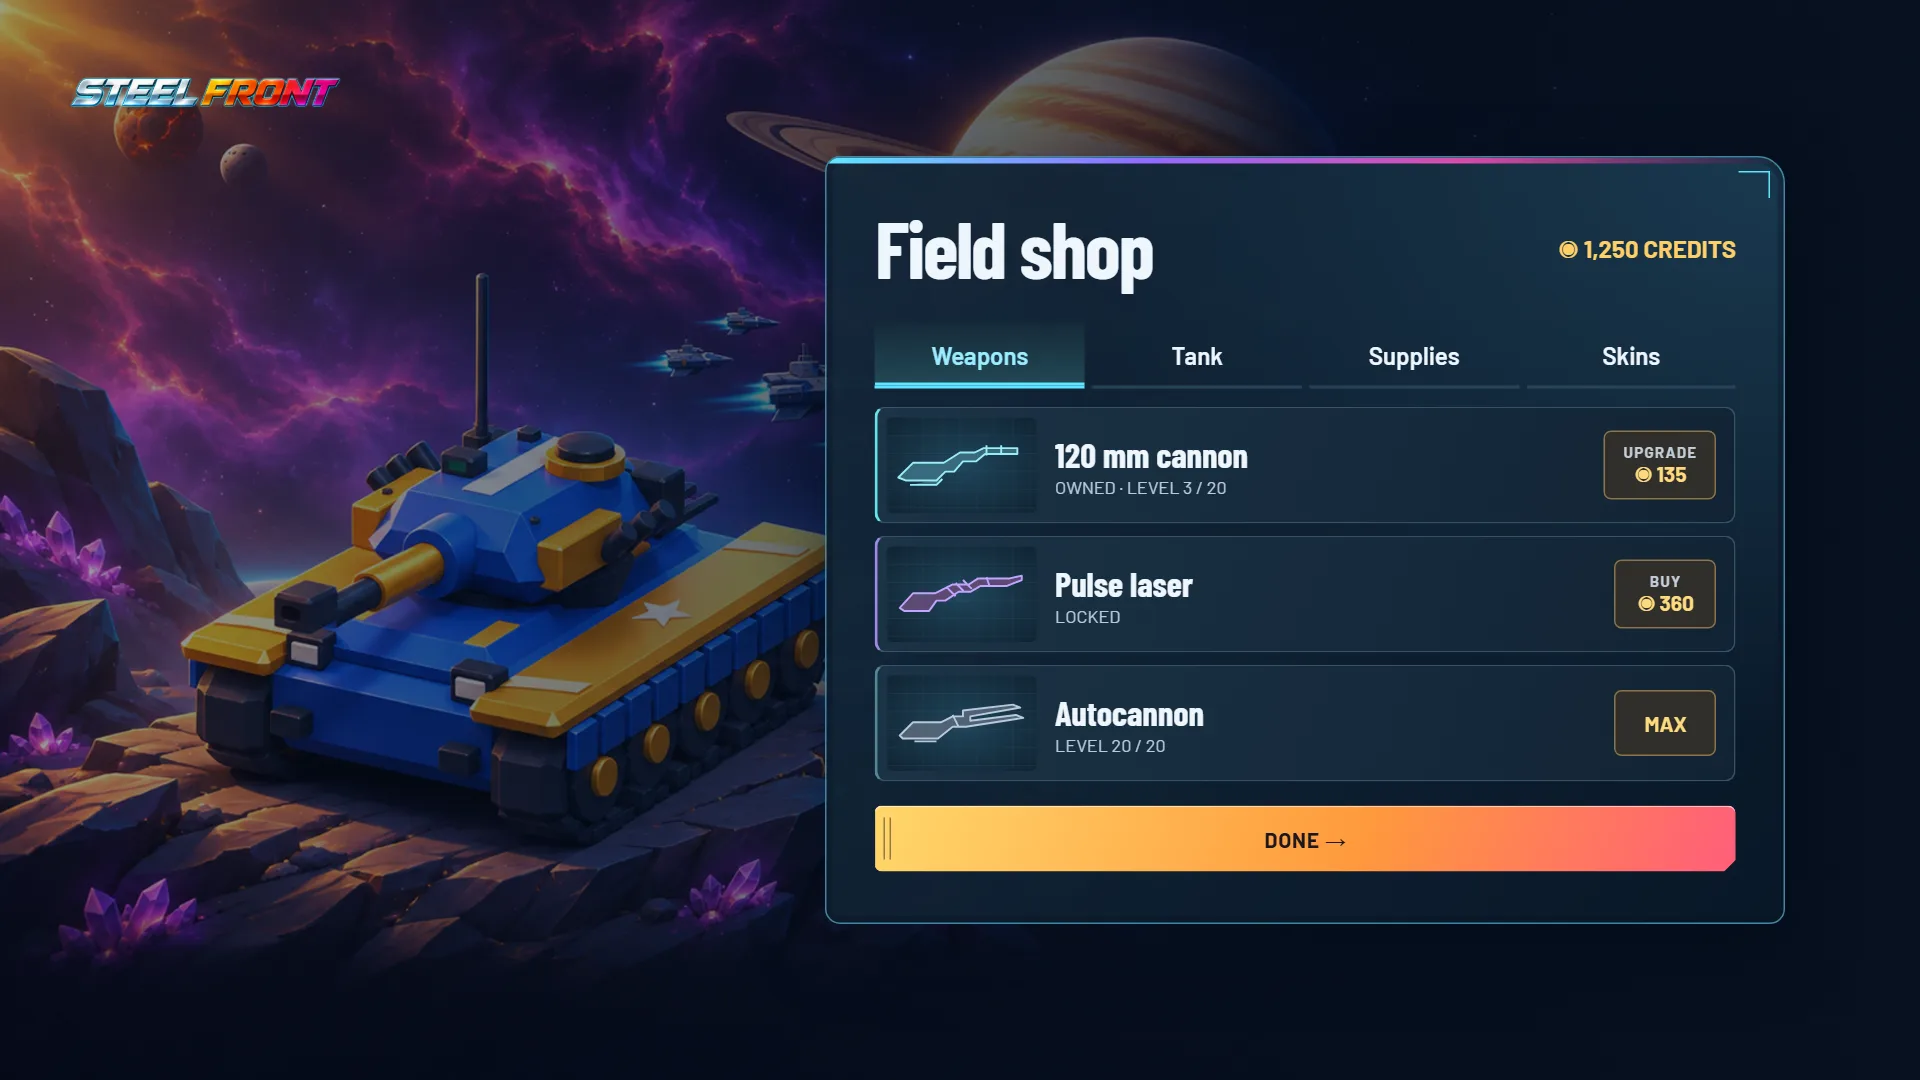 STEEL FRONT
Field shop
1,250 CREDITS
Weapons
Tank
Supplies
Skins
120 mm cannon
OWNED · LEVEL 3 / 20
UPGRADE
135
Pulse laser
LOCKED
BUY
360
Autocannon
LEVEL 20 / 20
MAX
DONE →